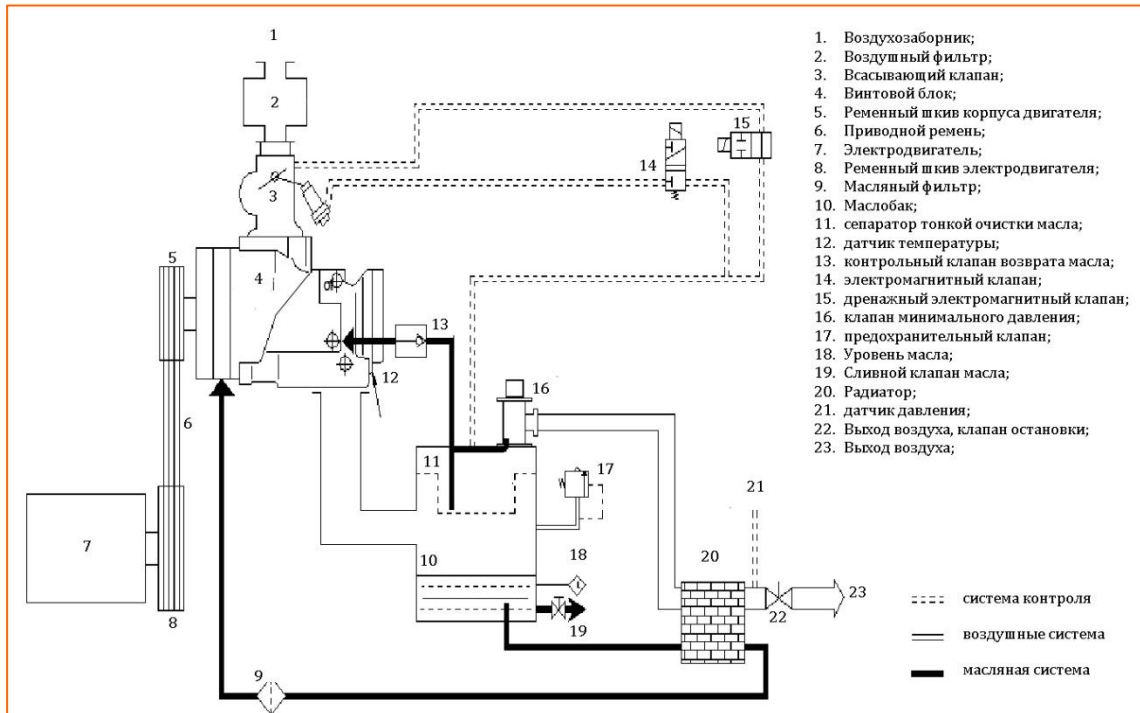 1
2
3
4
5
6
7
8
9
10
11
12
13
14
15
16
17
18
19
20
21
22
23
1. Воздухозаборник;
2. Воздушный фильтр;
3. Всасывающий клапан;
4. Винтовой блок;
5. Ременный шкив корпуса двигателя;
6. Приводной ремень;
7. Электродвигатель;
8. Ременный шкив электродвигателя;
9. Масляный фильтр;
10. Маслобак;
11. сепаратор тонкой очистки масла;
12. датчик температуры;
13. контрольный клапан возврата масла;
14. электромагнитный клапан;
15. дренажный электромагнитный клапан;
16. клапан минимального давления;
17. предохранительный клапан;
18. Уровень масла;
19. Сливной клапан масла;
20. Радиатор;
21. датчик давления;
22. Выход воздуха, клапан остановки;
23. Выход воздуха;
система контроля
воздушные система
масляная система